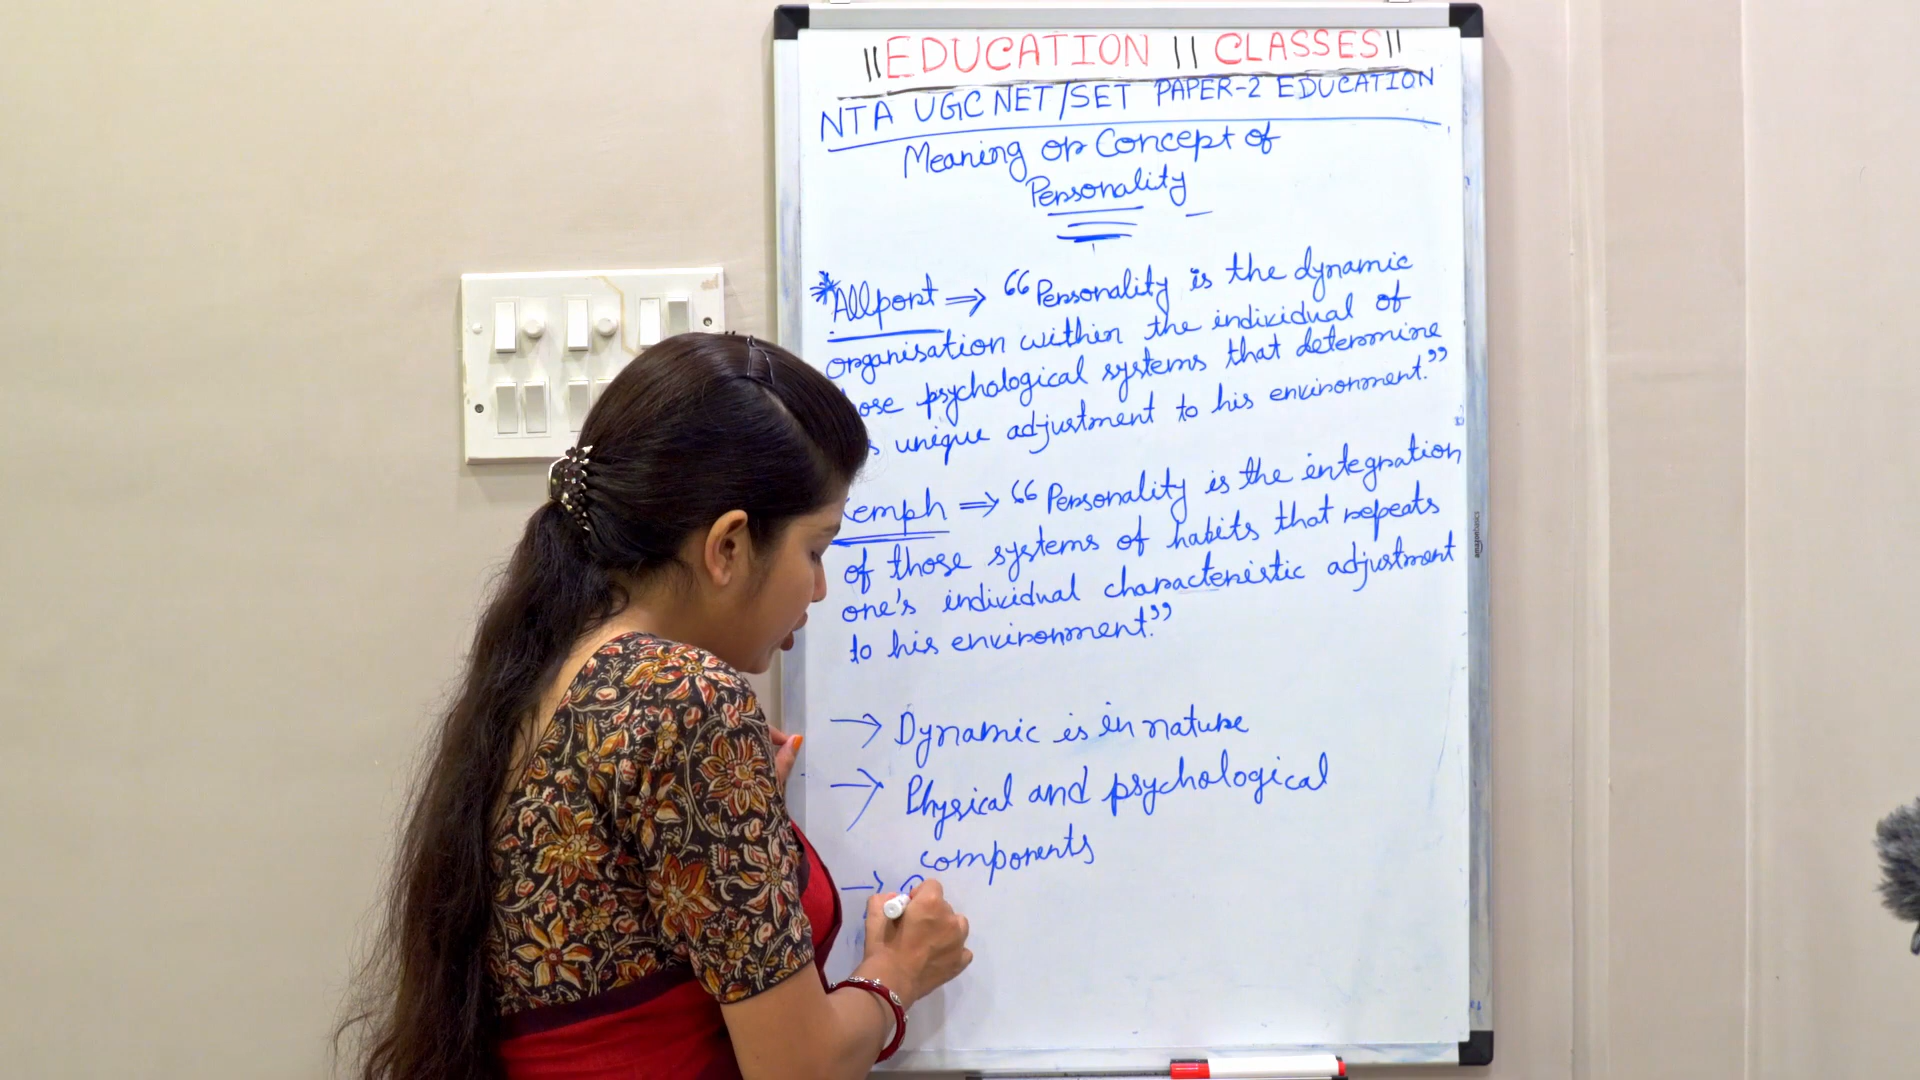 ||EDUCATION || CLASSES||
NTA UGC NET/SET PAPER-2 EDUCATION
Meaning or Concept of
Personality
*Allport ⇒ “Personality is the dynamic
organisation within the individual of
psychological systems that determine
unique adjustment to his environment.”
⇒ “Personality is the integration
of those systems of habits that repeats
one's individual characteristic adjustment
to his environment.”
→ Dynamic is in nature
→ Physical and psychological
components
→
amazonbasics